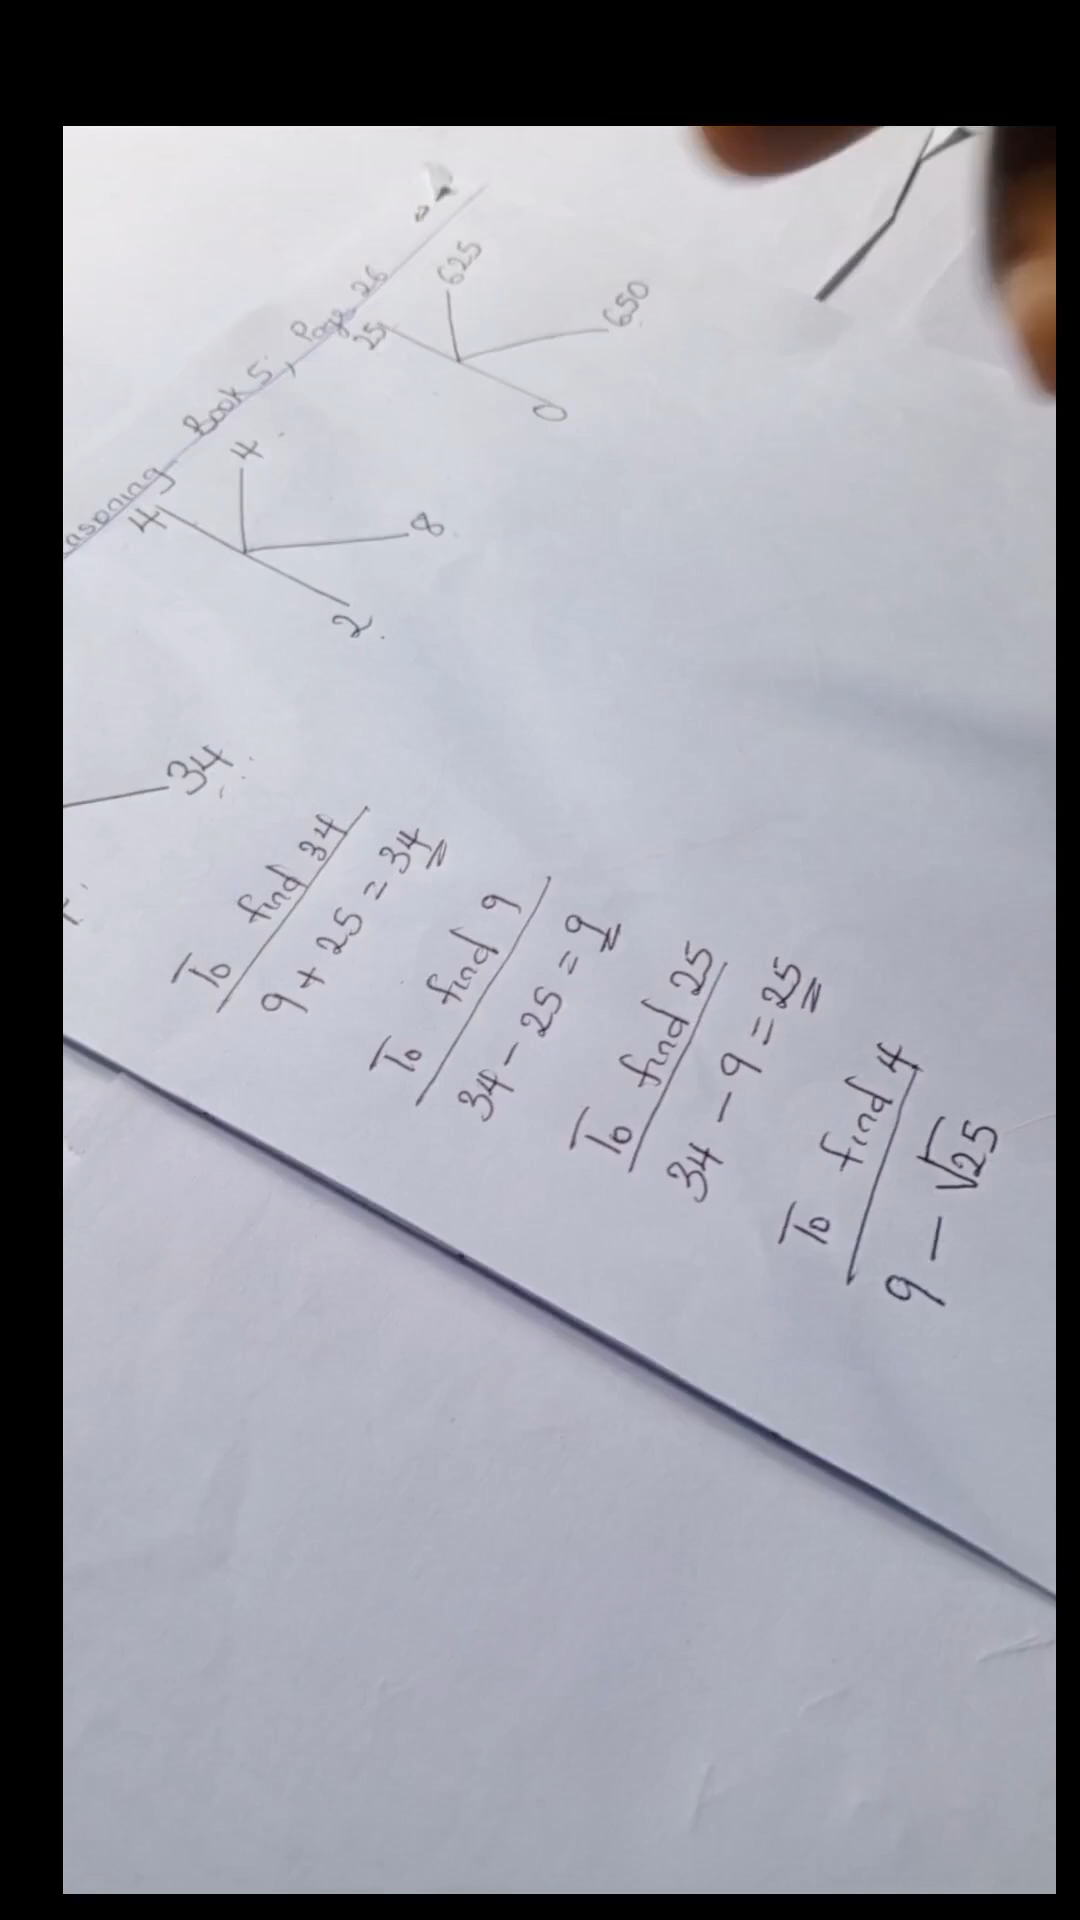 asoning Book 5, Page 26
4
4
8
2
25
625
650
0
34
To find 34
9 + 25 = 34
To find 9
34 - 25 = 9
To find 25
34 - 9 = 25
To find 4
9 - √25